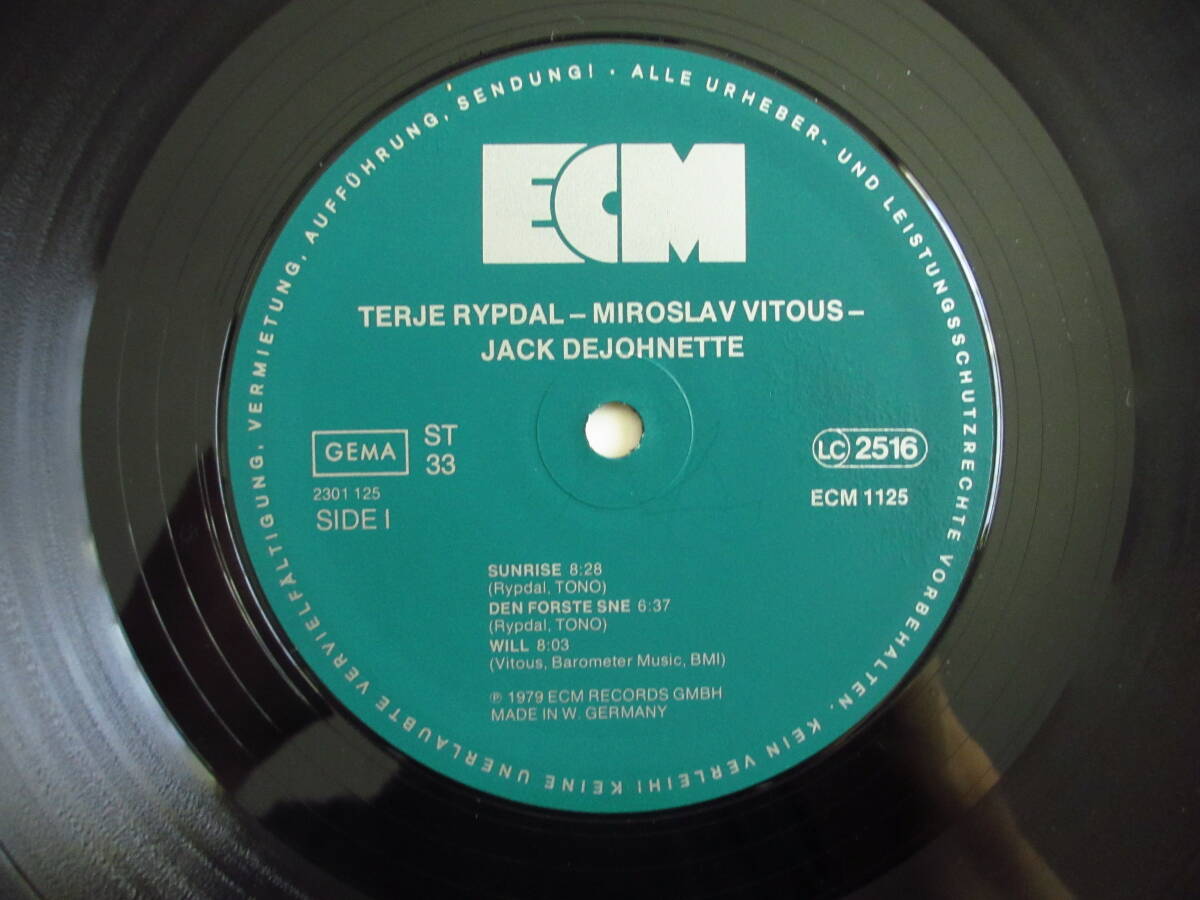 ECM
TERJE RYPDAL – MIROSLAV VITOUS –
JACK DEJOHNETTE
GEMA
ST
33
2301 125
SIDE I
LC 2516
ECM 1125
SUNRISE 8:28
(Rypdal, TONO)
DEN FORSTE SNE 6:37
(Rypdal, TONO)
WILL 8:03
(Vitous, Barometer Music, BMI)
℗ 1979 ECM RECORDS GMBH
MADE IN W. GERMANY
ALLE URHEBER- UND LEISTUNGSSCHUTZRECHTE VORBEHALTEN. KEIN VERLEIH! KEINE UNERLAUBTE VERVIELFÄLTIGUNG, VERMIETUNG, AUFFÜHRUNG, SENDUNG! ·